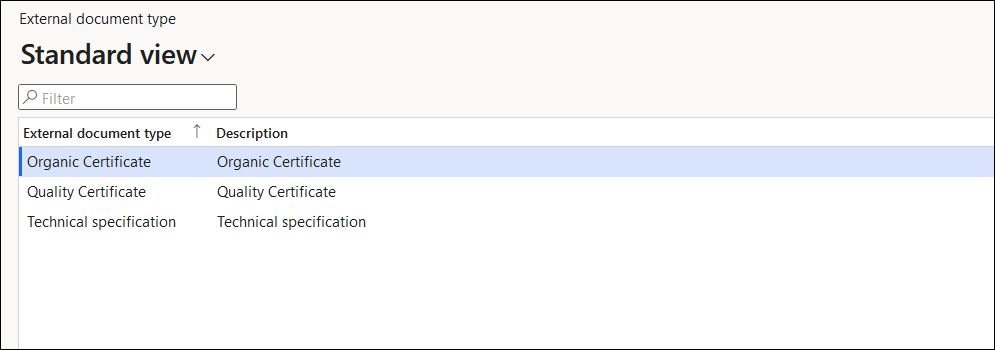 External document type
Standard view
Filter
External document type ↑ Description
Organic Certificate Organic Certificate
Quality Certificate Quality Certificate
Technical specification Technical specification